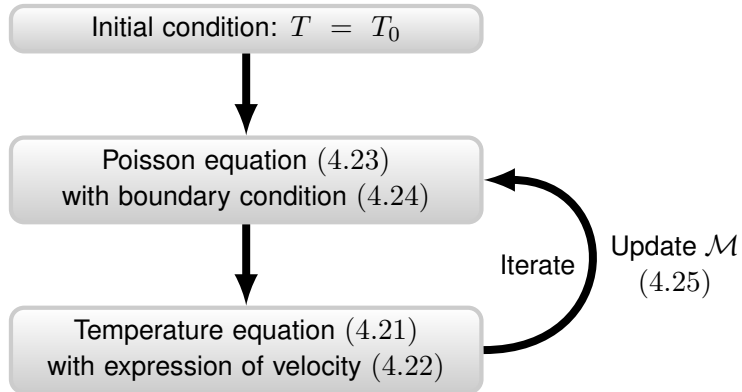 Initial condition: T = T₀
Poisson equation (4.23)
with boundary condition (4.24)
Iterate
Update ℳ
(4.25)
Temperature equation (4.21)
with expression of velocity (4.22)